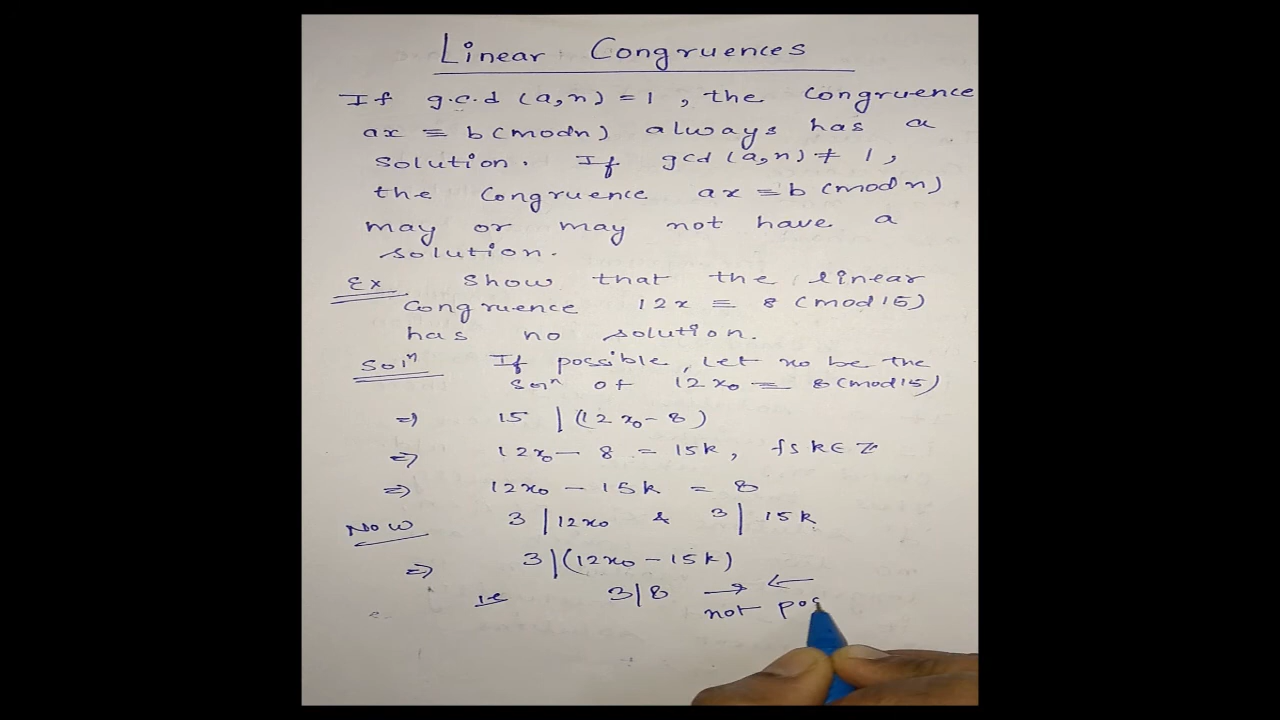 Linear Congruences
If g.c.d (a,n) = 1, the congruence
ax ≡ b (mod n) always has a
solution. If gcd (a,n) ≠ 1,
the congruence ax ≡ b (mod n)
may or may not have a
solution.
Ex Show that the linear
Congruence 12x ≡ 8 (mod 15)
has no solution.
Solⁿ If possible, let x₀ be the
solⁿ of 12x₀ ≡ 8 (mod 15)
⇒ 15 | (12x₀ - 8)
⇒ 12x₀ - 8 = 15k, fs k ∈ Z
⇒ 12x₀ - 15k = 8
Now 3 | 12x₀ & 3 | 15k
⇒ 3 | (12x₀ - 15k)
i.e 3 | 8 → ←
not pos